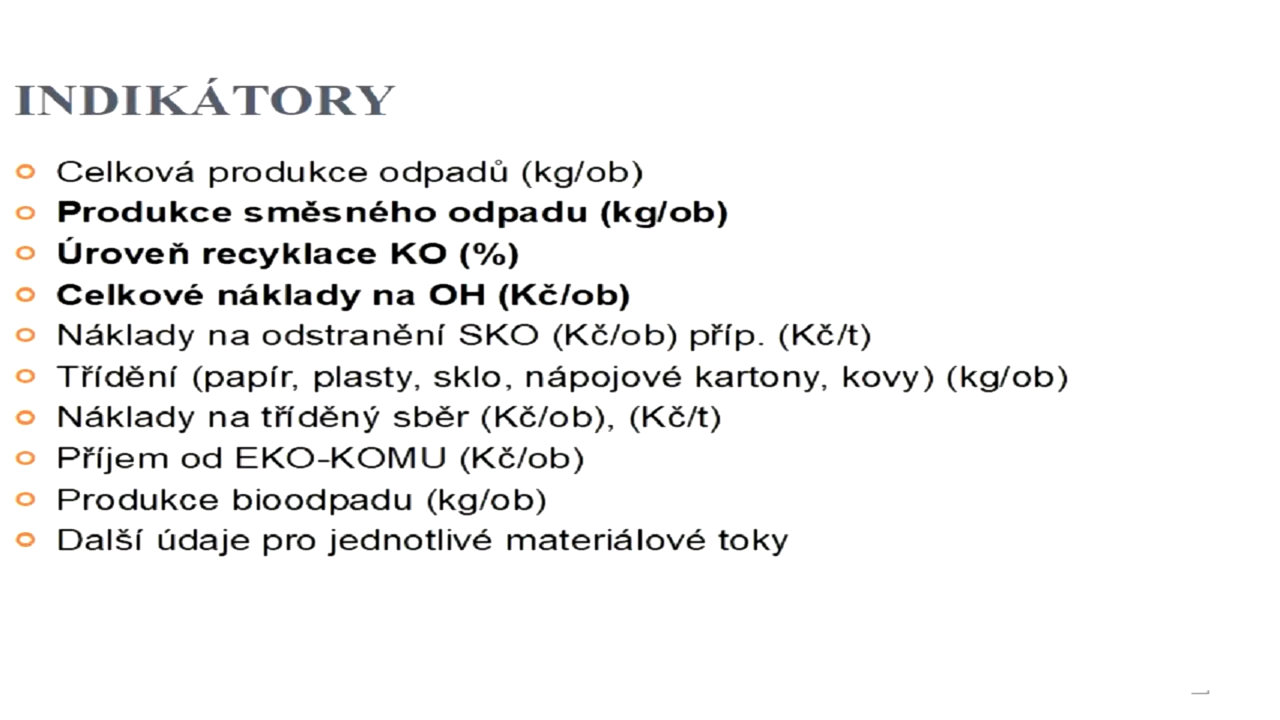 INDIKÁTORY
Celková produkce odpadů (kg/ob)
Produkce směsného odpadu (kg/ob)
Úroveň recyklace KO (%)
Celkové náklady na OH (Kč/ob)
Náklady na odstranění SKO (Kč/ob) příp. (Kč/t)
Třídění (papír, plasty, sklo, nápojové kartony, kovy) (kg/ob)
Náklady na tříděný sběr (Kč/ob), (Kč/t)
Příjem od EKO-KOMU (Kč/ob)
Produkce bioodpadu (kg/ob)
Další údaje pro jednotlivé materiálové toky